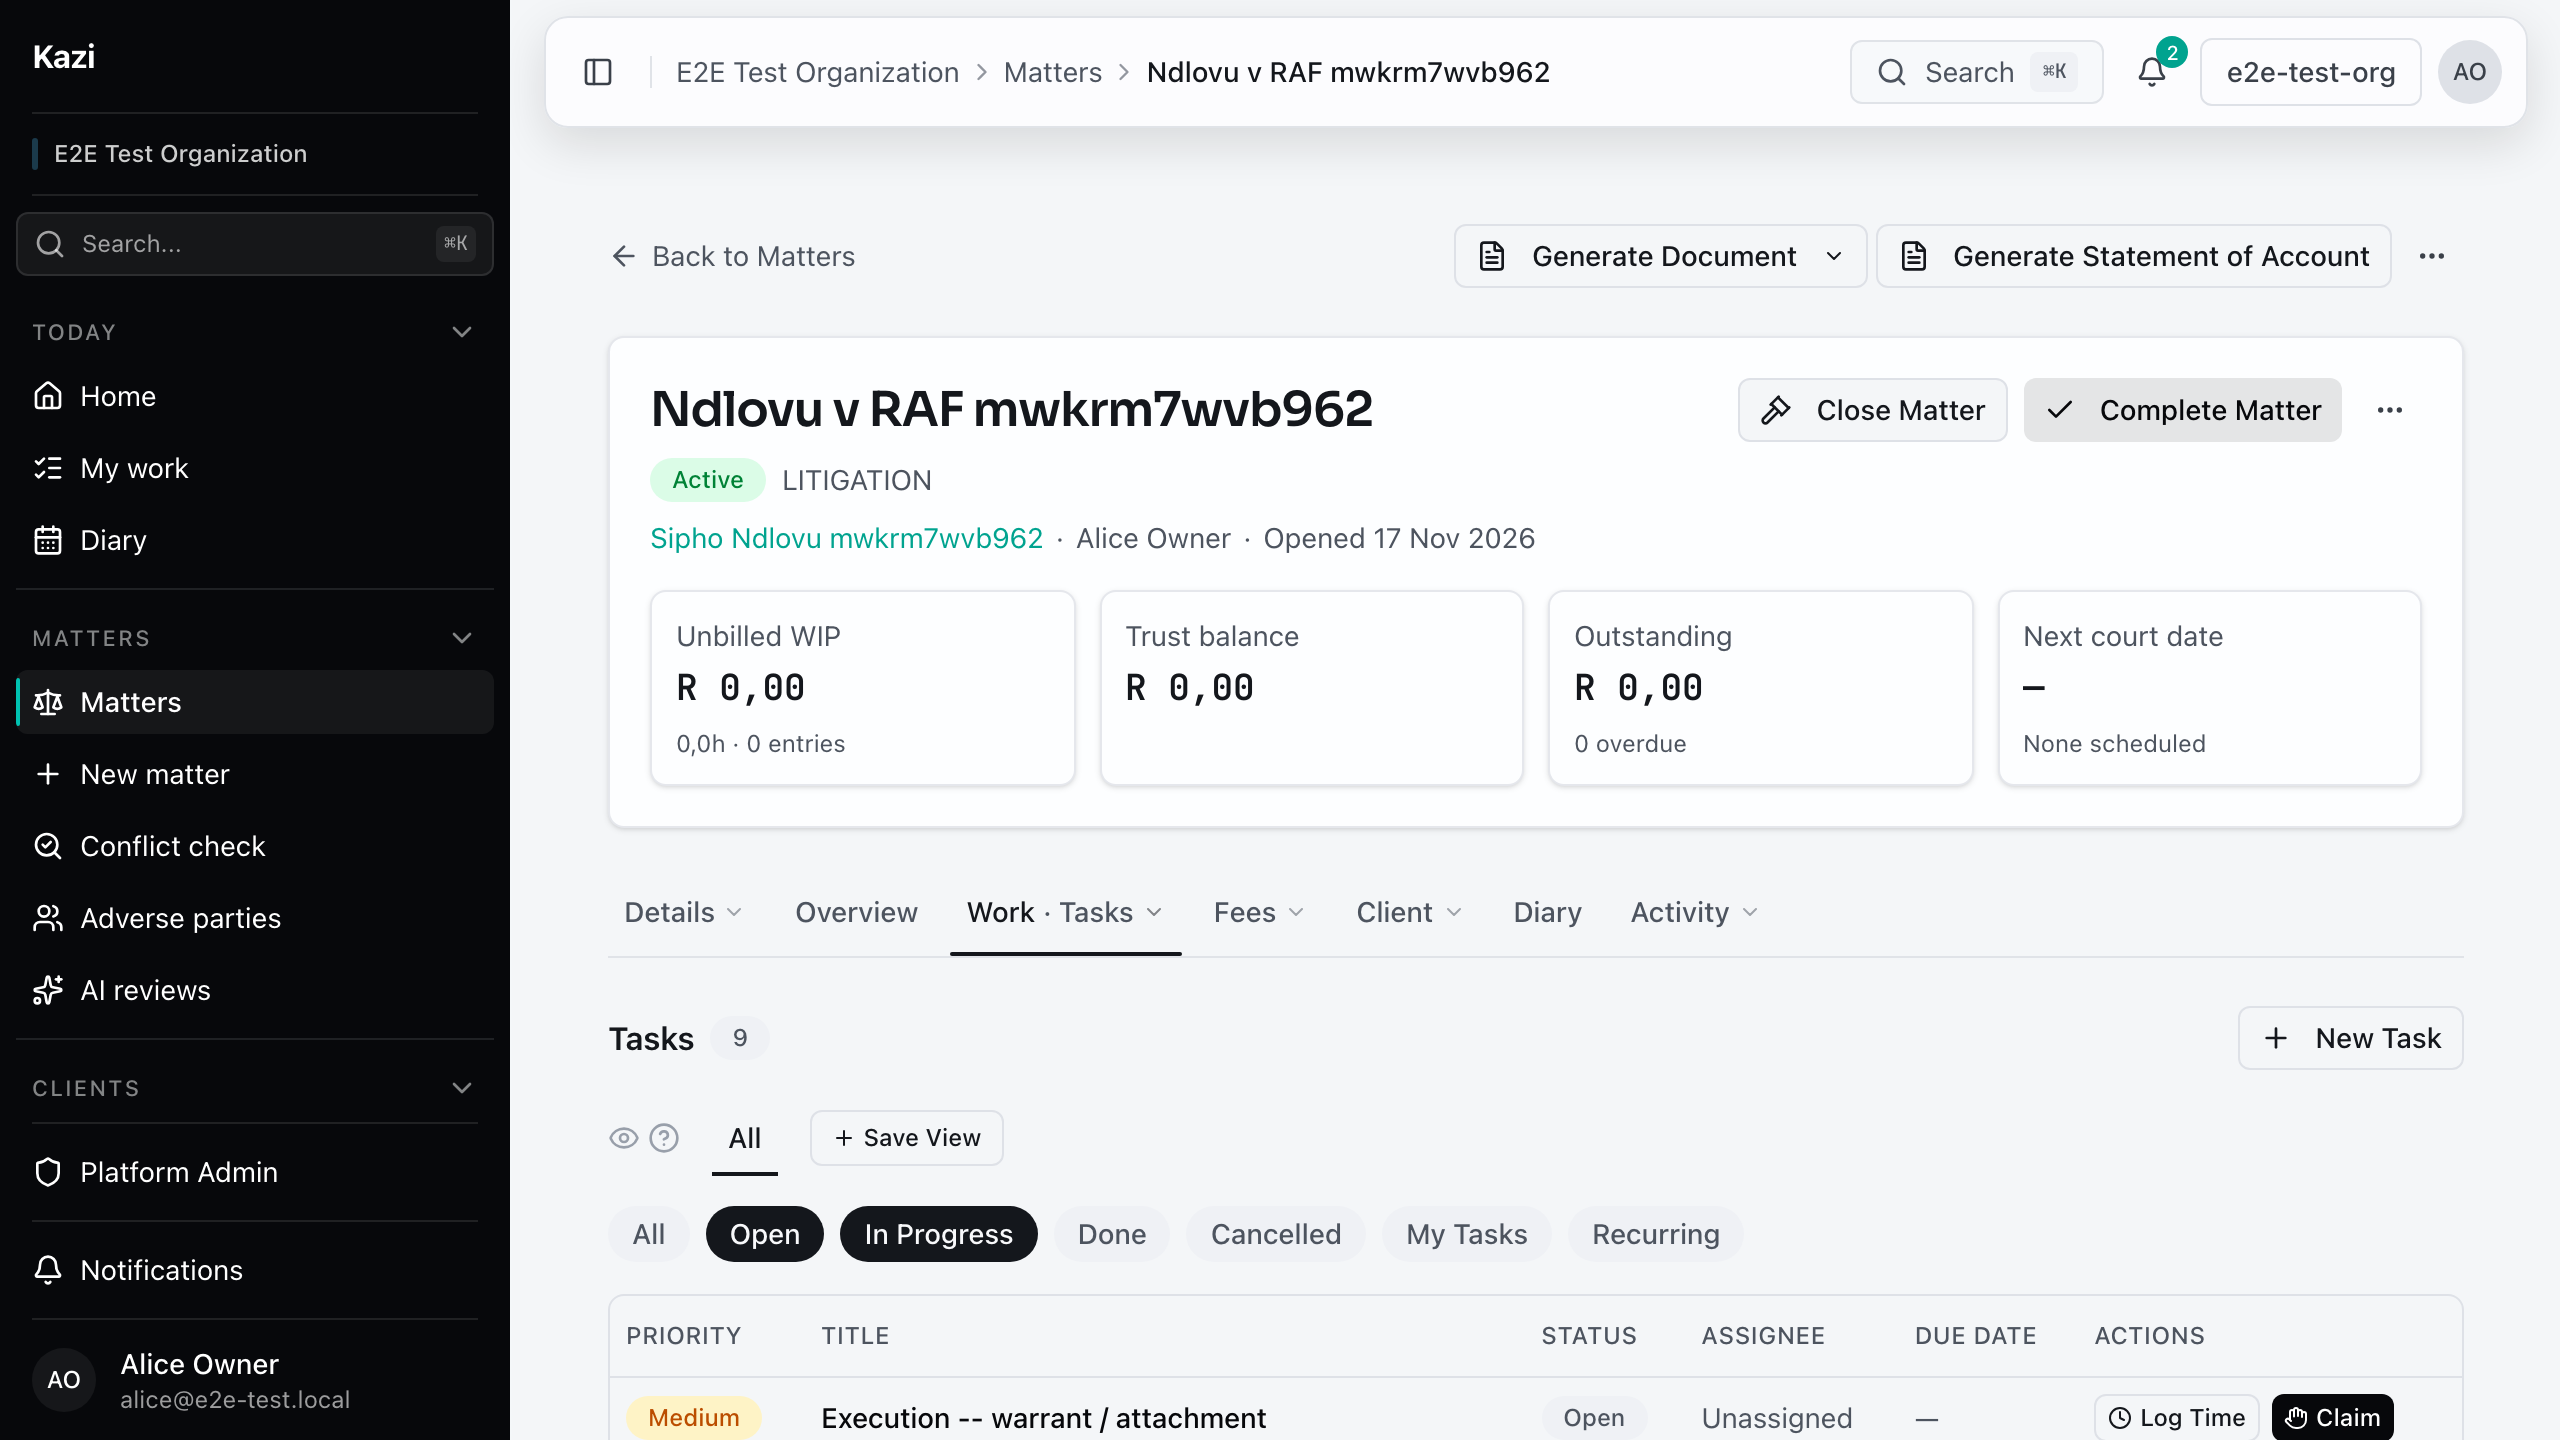 Kazi
E2E Test Organization
Search... ⌘K
TODAY
Home
My work
Diary
MATTERS
Matters
New matter
Conflict check
Adverse parties
AI reviews
CLIENTS
Platform Admin
Notifications
AO Alice Owner
alice@e2e-test.local
E2E Test Organization > Matters > Ndlovu v RAF mwkrm7wvb962
Search ⌘K 2 e2e-test-org AO
Back to Matters
Generate Document Generate Statement of Account
Ndlovu v RAF mwkrm7wvb962
Close Matter Complete Matter
Active LITIGATION
Sipho Ndlovu mwkrm7wvb962 · Alice Owner · Opened 17 Nov 2026
Unbilled WIP
R 0,00
0,0h · 0 entries
Trust balance
R 0,00
Outstanding
R 0,00
0 overdue
Next court date
—
None scheduled
Details Overview Work · Tasks Fees Client Diary Activity
Tasks 9
New Task
All + Save View
All Open In Progress Done Cancelled My Tasks Recurring
PRIORITY TITLE STATUS ASSIGNEE DUE DATE ACTIONS
Medium Execution -- warrant / attachment Open Unassigned — Log Time Claim